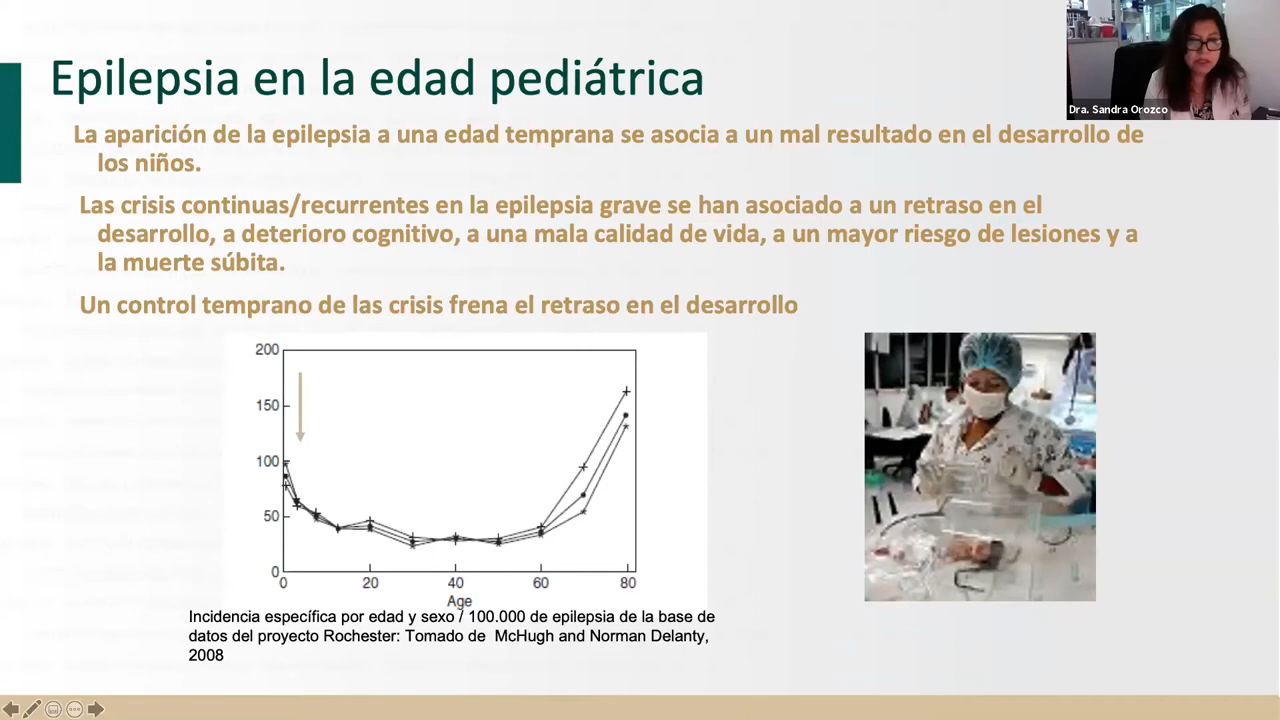 Epilepsia en la edad pediátrica
Dra. Sandra Orozco
La aparición de la epilepsia a una edad temprana se asocia a un mal resultado en el desarrollo de
los niños.
Las crisis continuas/recurrentes en la epilepsia grave se han asociado a un retraso en el
desarrollo, a deterioro cognitivo, a una mala calidad de vida, a un mayor riesgo de lesiones y a
la muerte súbita.
Un control temprano de las crisis frena el retraso en el desarrollo
200
150
100
50
0
0 20 40 60 80
Age
Incidencia específica por edad y sexo / 100.000 de epilepsia de la base de
datos del proyecto Rochester: Tomado de McHugh and Norman Delanty,
2008